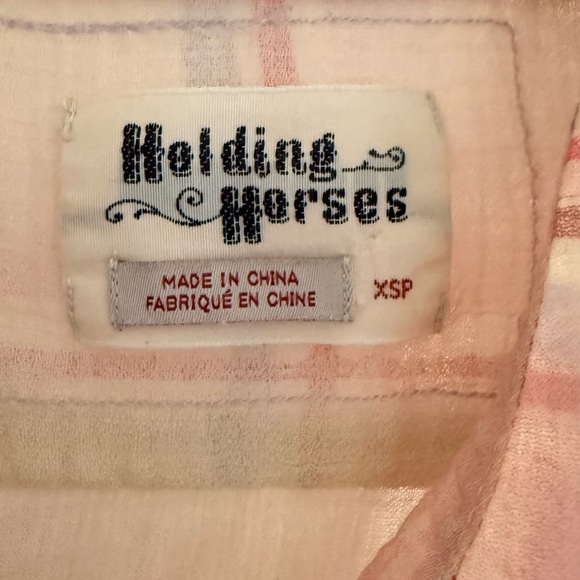 Holding
Horses
MADE IN CHINA
FABRIQUÉ EN CHINE
XSP